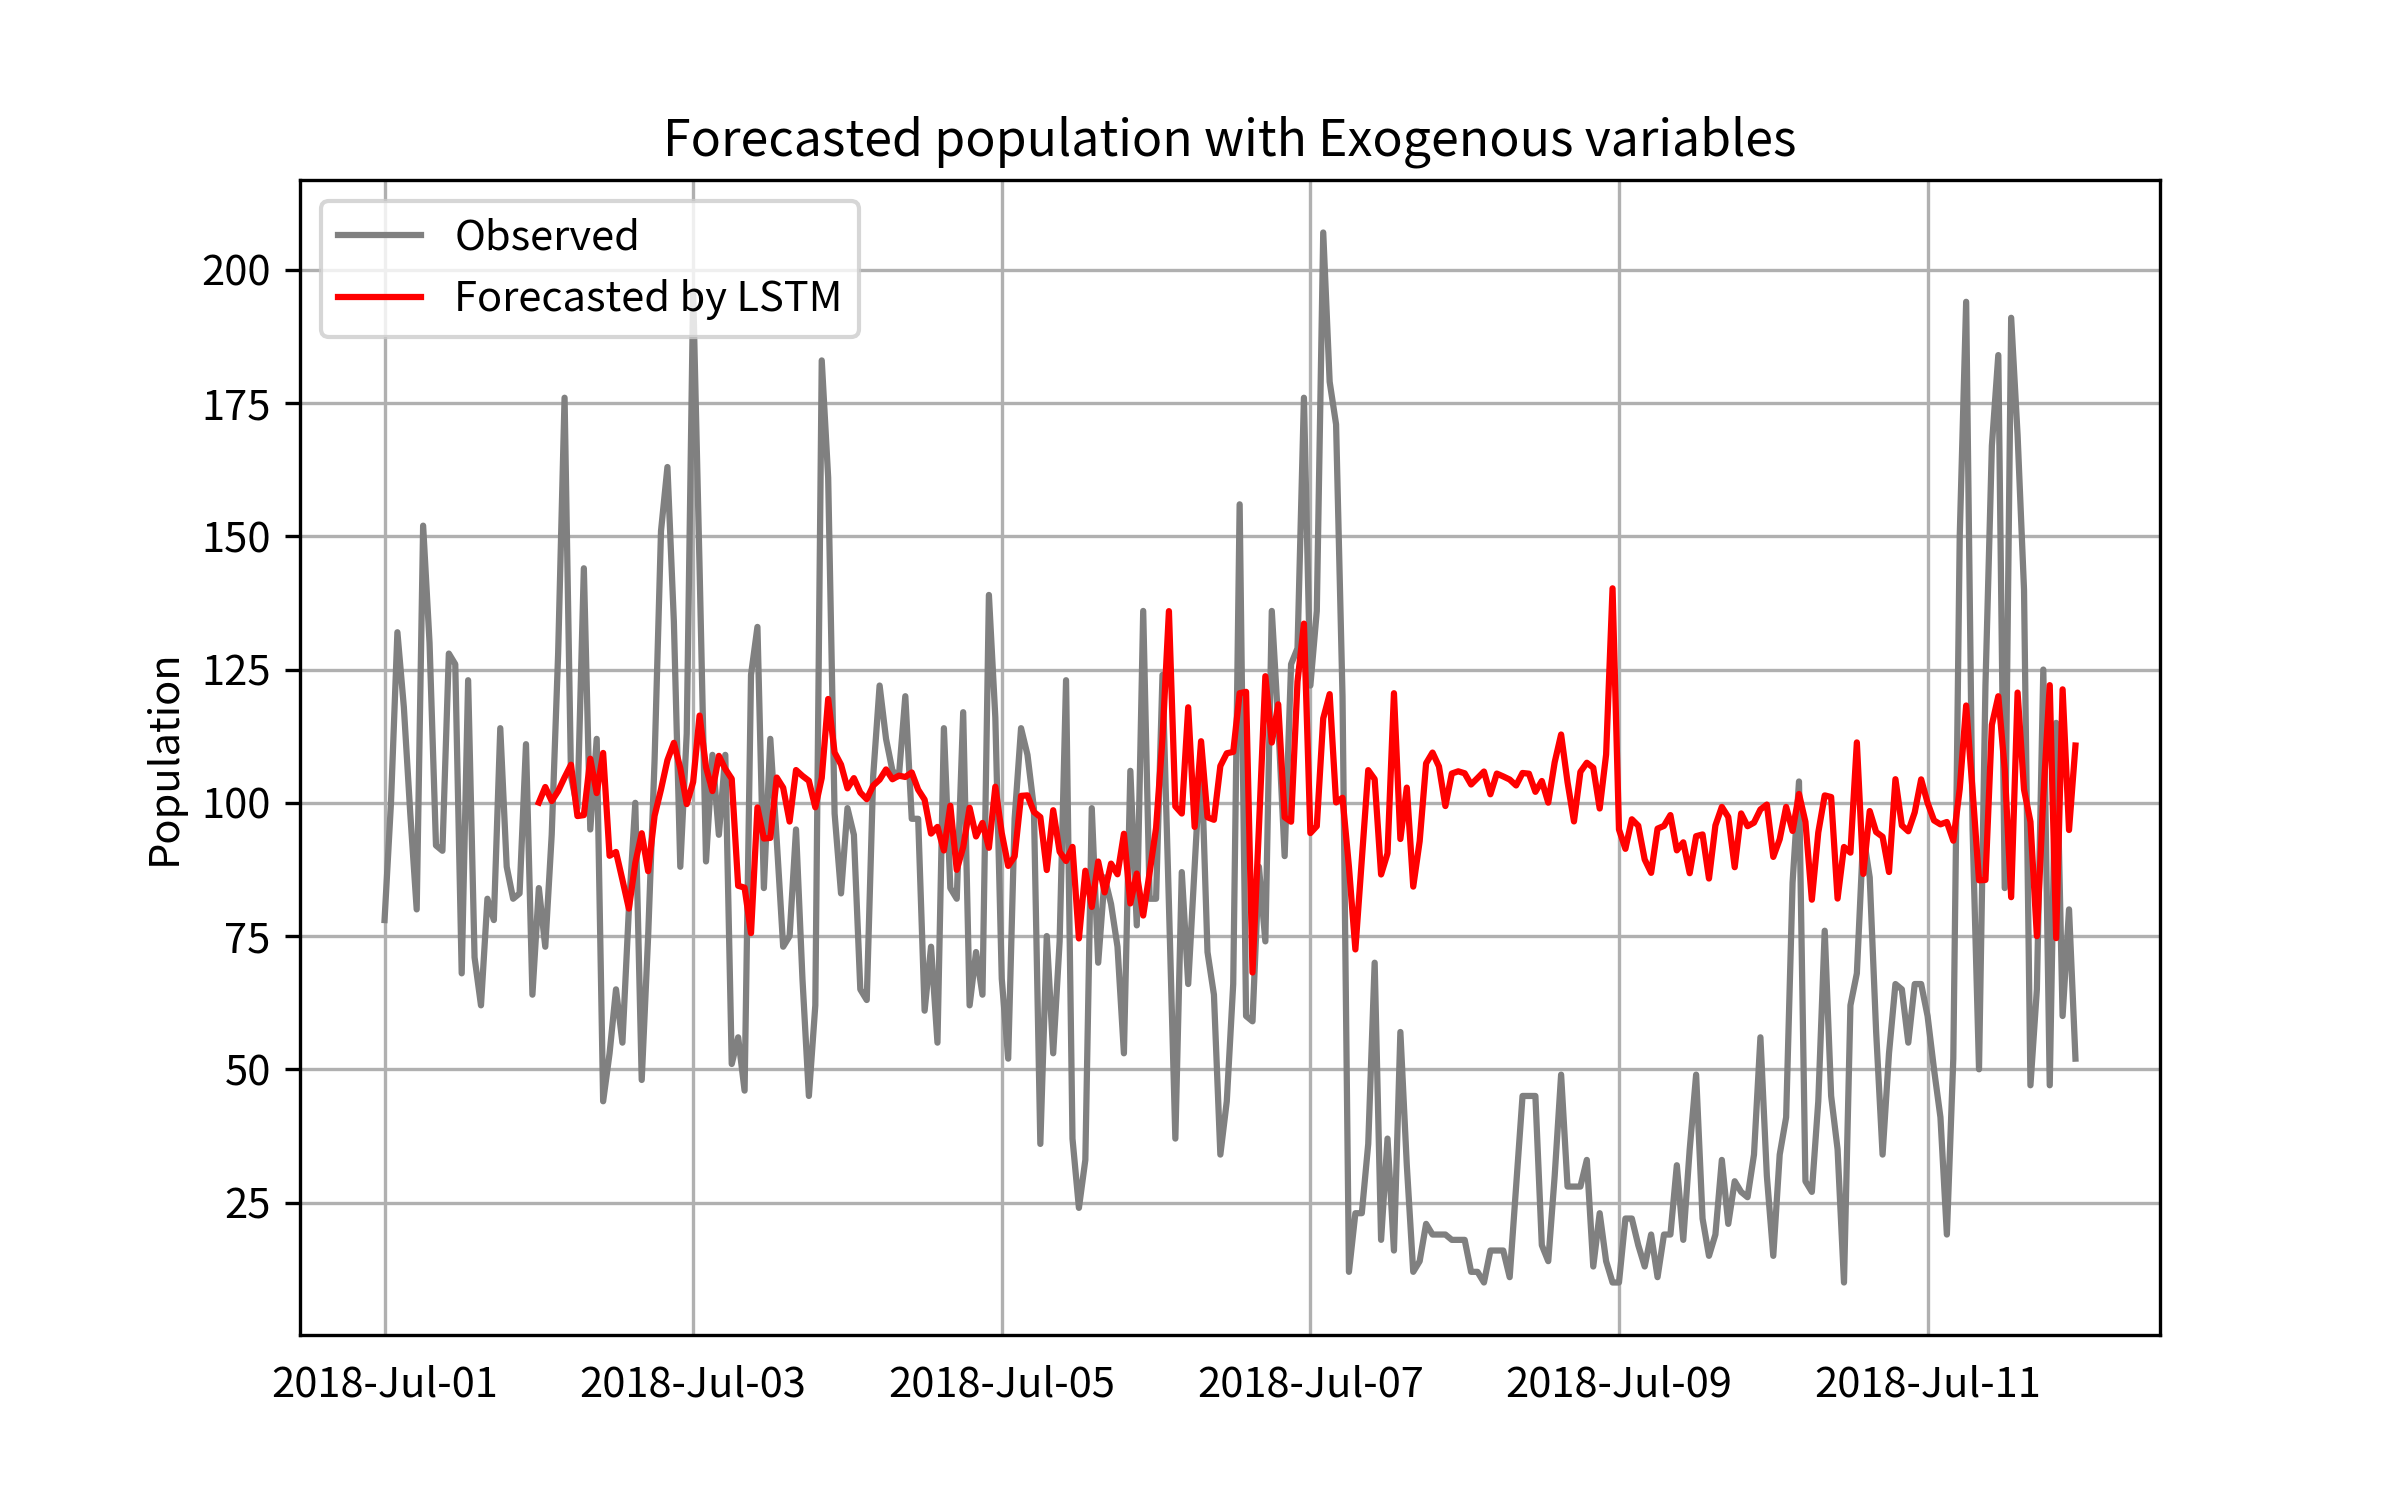 Forecasted population with Exogenous variables
Observed
Forecasted by LSTM
Population
200
175
150
125
100
75
50
25
2018-Jul-01
2018-Jul-03
2018-Jul-05
2018-Jul-07
2018-Jul-09
2018-Jul-11